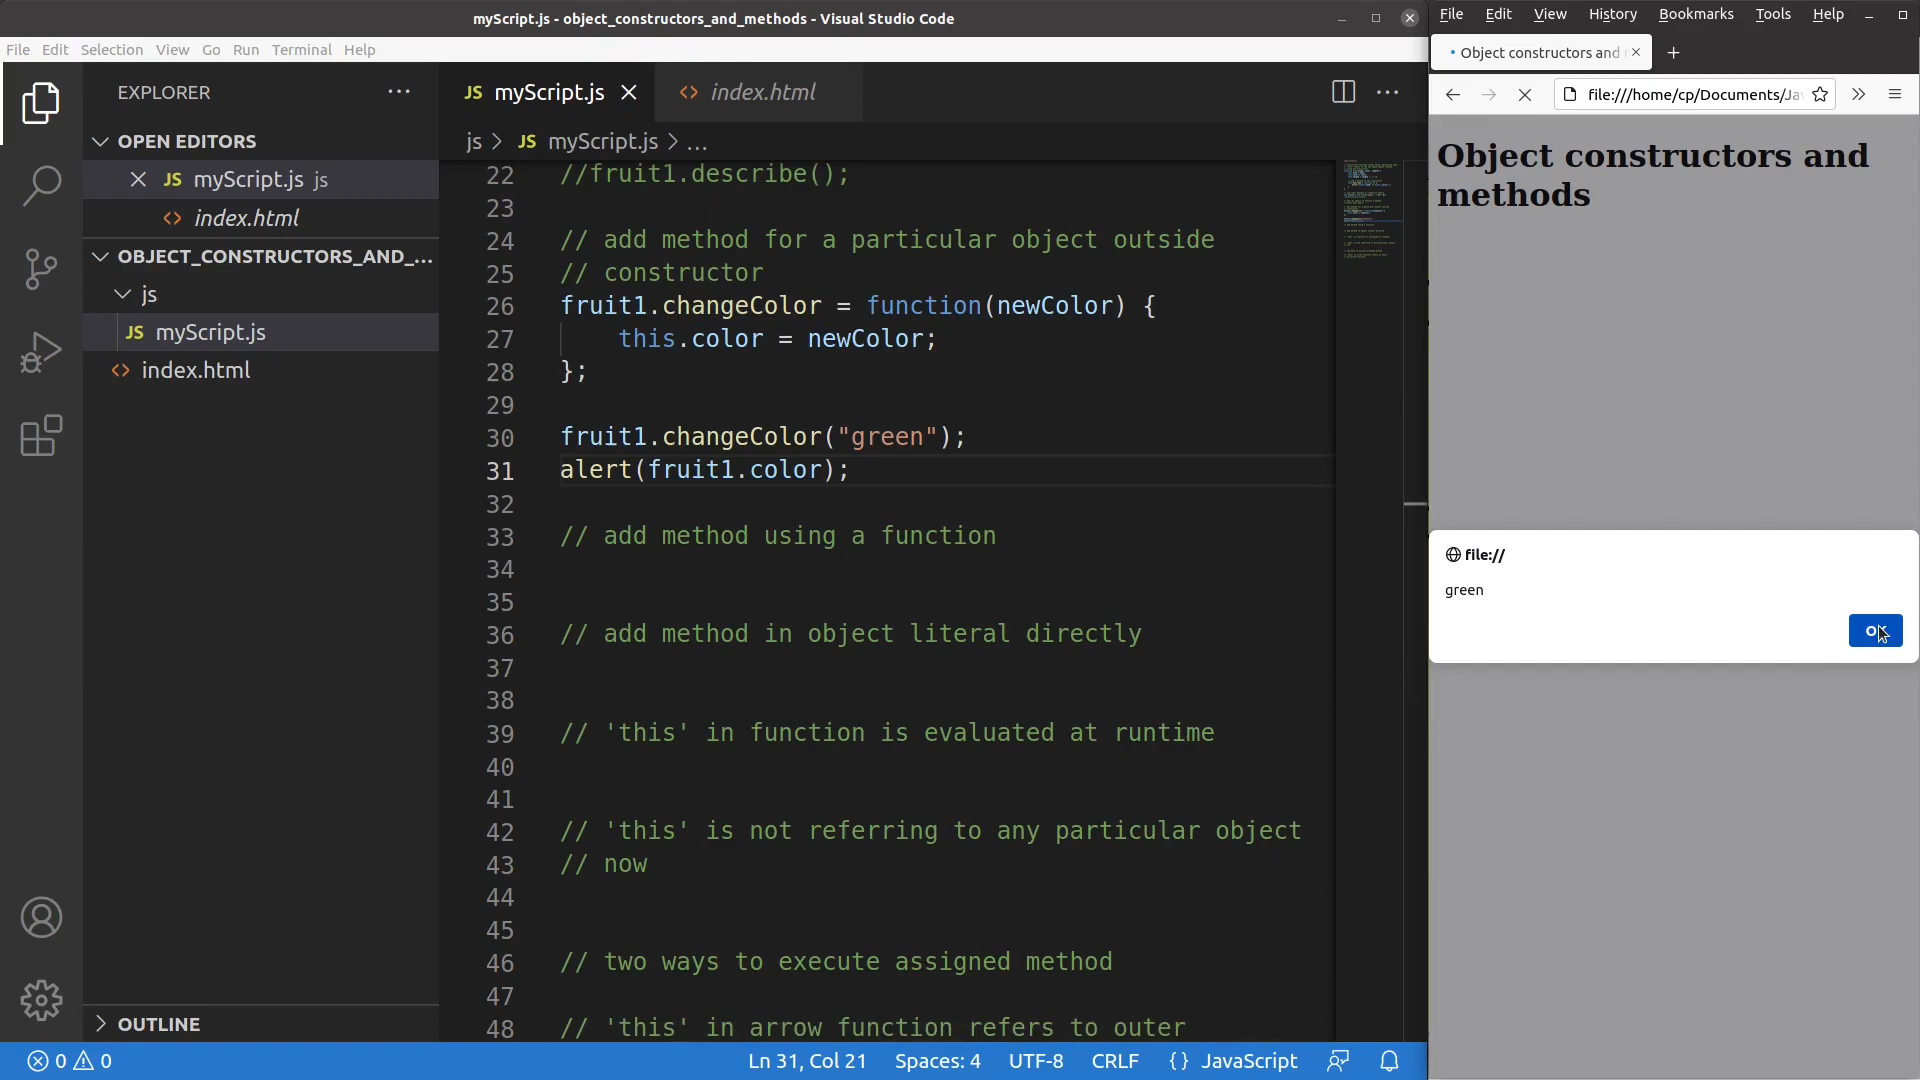 myScript.js - object_constructors_and_methods - Visual Studio Code
File Edit Selection View Go Run Terminal Help
EXPLORER
OPEN EDITORS
JS myScript.js js
<> index.html
OBJECT_CONSTRUCTORS_AND_...
js
JS myScript.js
<> index.html
OUTLINE
JS myScript.js
<> index.html
js > JS myScript.js > ...
22 //fruit1.describe();
23
24 // add method for a particular object outside
25 // constructor
26 fruit1.changeColor = function(newColor) {
27 this.color = newColor;
28 };
29
30 fruit1.changeColor("green");
31 alert(fruit1.color);
32
33 // add method using a function
34
35
36 // add method in object literal directly
37
38
39 // 'this' in function is evaluated at runtime
40
41
42 // 'this' is not referring to any particular object
43 // now
44
45
46 // two ways to execute assigned method
47
48 // 'this' in arrow function refers to outer
0 0 Ln 31, Col 21 Spaces: 4 UTF-8 CRLF {} JavaScript
File Edit View History Bookmarks Tools Help
Object constructors and
file:///home/cp/Documents/Jav
Object constructors and
methods
file://
green
OK